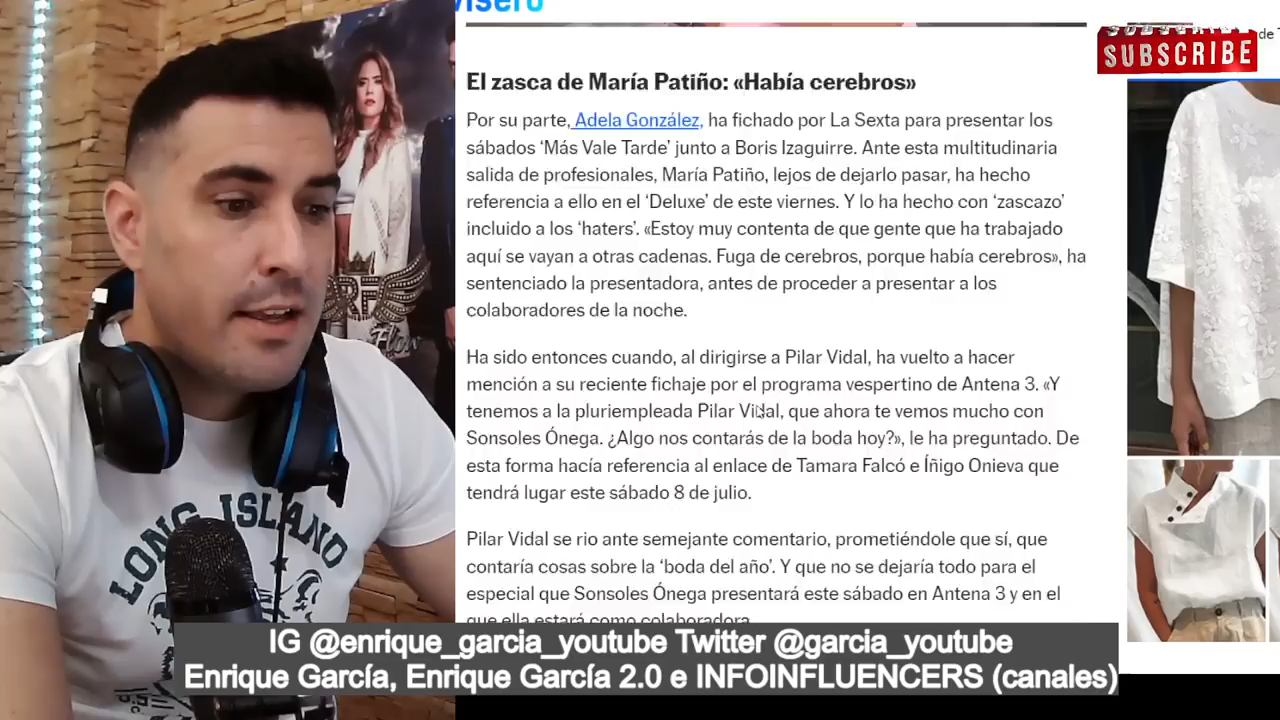 SUBSCRIBE
El zasca de María Patiño: «Había cerebros»
Por su parte, Adela González, ha fichado por La Sexta para presentar los
sábados ‘Más Vale Tarde’ junto a Boris Izaguirre. Ante esta multitudinaria
salida de profesionales, María Patiño, lejos de dejarlo pasar, ha hecho
referencia a ello en el ‘Deluxe’ de este viernes. Y lo ha hecho con ‘zascazo’
incluido a los ‘haters’. «Estoy muy contenta de que gente que ha trabajado
aquí se vayan a otras cadenas. Fuga de cerebros, porque había cerebros», ha
sentenciado la presentadora, antes de proceder a presentar a los
colaboradores de la noche.
Ha sido entonces cuando, al dirigirse a Pilar Vidal, ha vuelto a hacer
mención a su reciente fichaje por el programa vespertino de Antena 3. «Y
tenemos a la pluriempleada Pilar Vidal, que ahora te vemos mucho con
Sonsoles Ónega. ¿Algo nos contarás de la boda hoy?», le ha preguntado. De
esta forma hacía referencia al enlace de Tamara Falcó e Íñigo Onieva que
tendrá lugar este sábado 8 de julio.
Pilar Vidal se rio ante semejante comentario, prometiéndole que sí, que
contaría cosas sobre la ‘boda del año’. Y que no se dejaría todo para el
especial que Sonsoles Ónega presentará este sábado en Antena 3 y en el
que ella estará como colaboradora.
LONG ISLAND
Flow
IG @enrique_garcia_youtube Twitter @garcia_youtube
Enrique García, Enrique García 2.0 e INFOINFLUENCERS (canales)